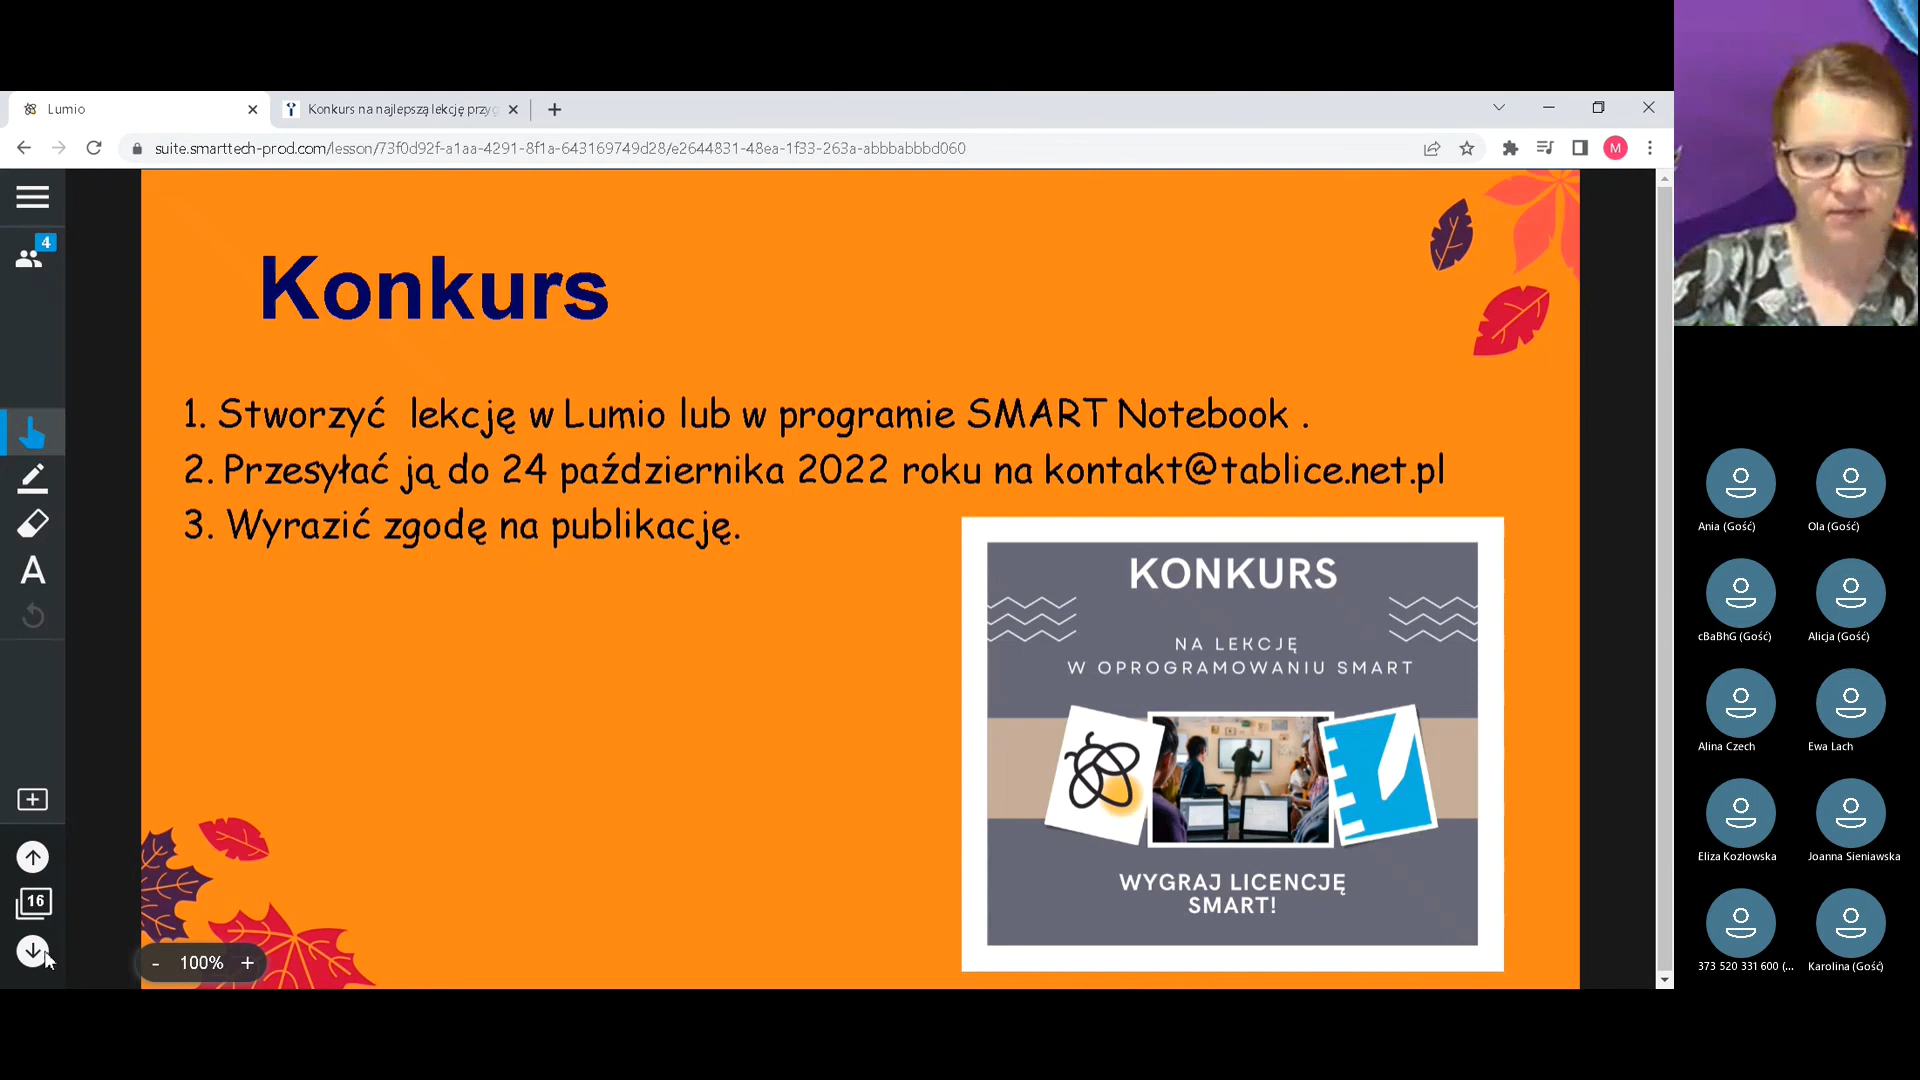 Lumio
Konkurs na najlepszą lekcję przyg
suite.smarttech-prod.com/lesson/73f0d92f-a1aa-4291-8f1a-643169749d28/e2644831-48ea-1f33-263a-abbbabbbd060
M
4
Konkurs
1. Stworzyć lekcję w Lumio lub w programie SMART Notebook .
2. Przesyłać ją do 24 października 2022 roku na kontakt@tablice.net.pl
3. Wyrazić zgodę na publikację.
KONKURS
NA LEKCJĘ
W OPROGRAMOWANIU SMART
WYGRAJ LICENCJĘ
SMART!
A
16
- 100% +
Ania (Gość)
Ola (Gość)
cBaBhG (Gość)
Alicja (Gość)
Alina Czech
Ewa Lach
Eliza Kozłowska
Joanna Sieniawska
373 520 331 600 (...
Karolina (Gość)